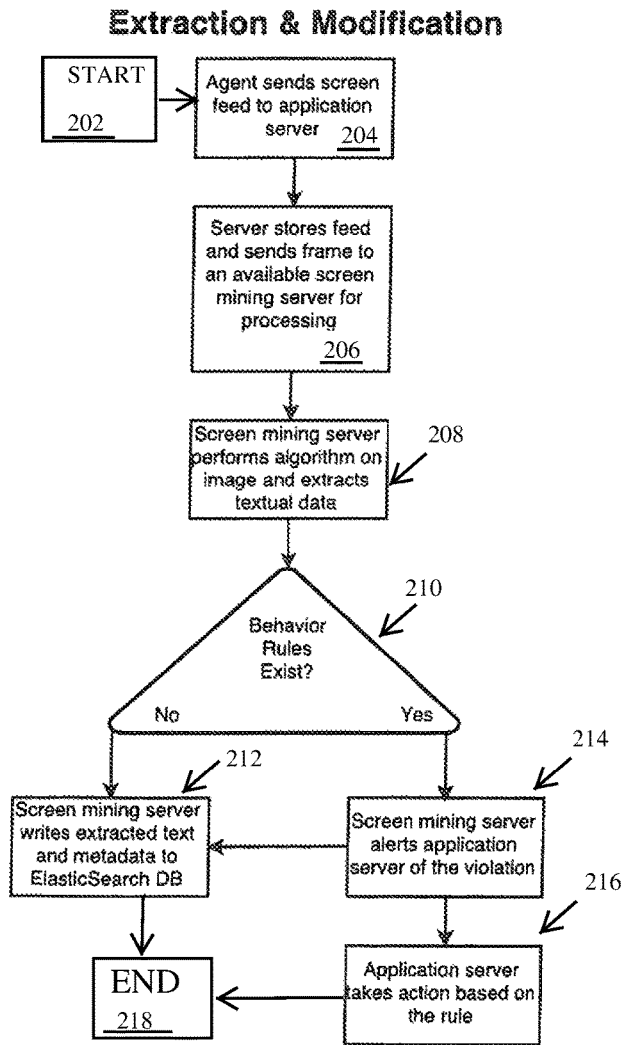 Extraction & Modification
START
202
Agent sends screen
feed to application
server
204
Server stores feed
and sends frame to
an available screen
mining server for
processing
206
Screen mining server
performs algorithm on
image and extracts
textual data
208
210
Behavior
Rules
Exist?
No
Yes
212
Screen mining server
writes extracted text
and metadata to
ElasticSearch DB
214
Screen mining server
alerts application
server of the violation
216
Application server
takes action based on
the rule
END
218